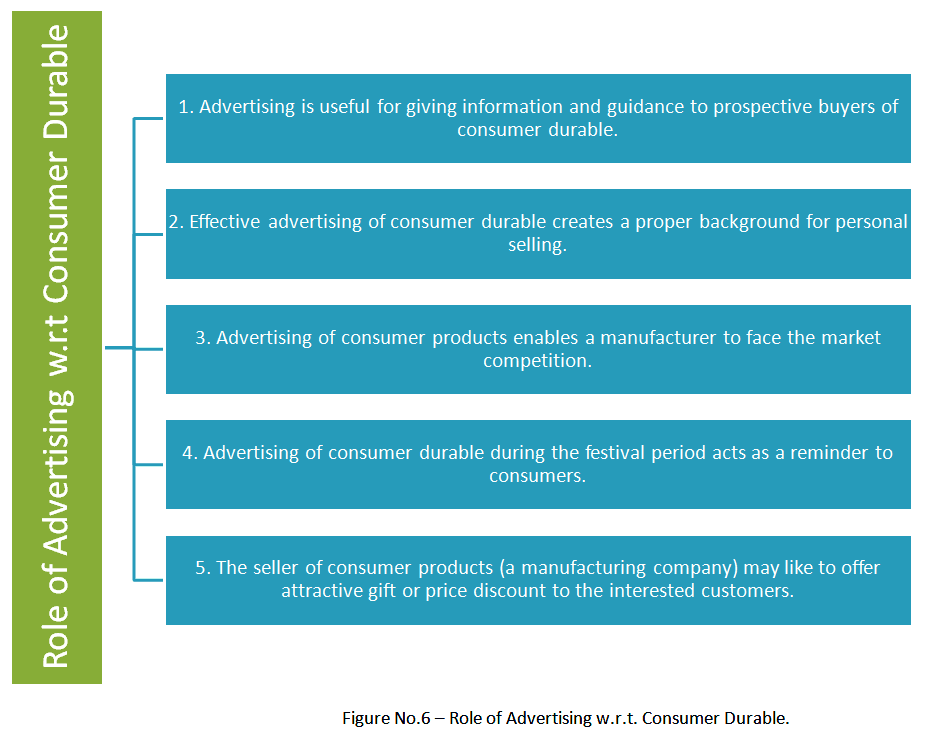 Role of Advertising w.r.t Consumer Durable
1. Advertising is useful for giving information and guidance to prospective buyers of
consumer durable.
2. Effective advertising of consumer durable creates a proper background for personal
selling.
3. Advertising of consumer products enables a manufacturer to face the market
competition.
4. Advertising of consumer durable during the festival period acts as a reminder to
consumers.
5. The seller of consumer products (a manufacturing company) may like to offer
attractive gift or price discount to the interested customers.
Figure No.6 – Role of Advertising w.r.t. Consumer Durable.